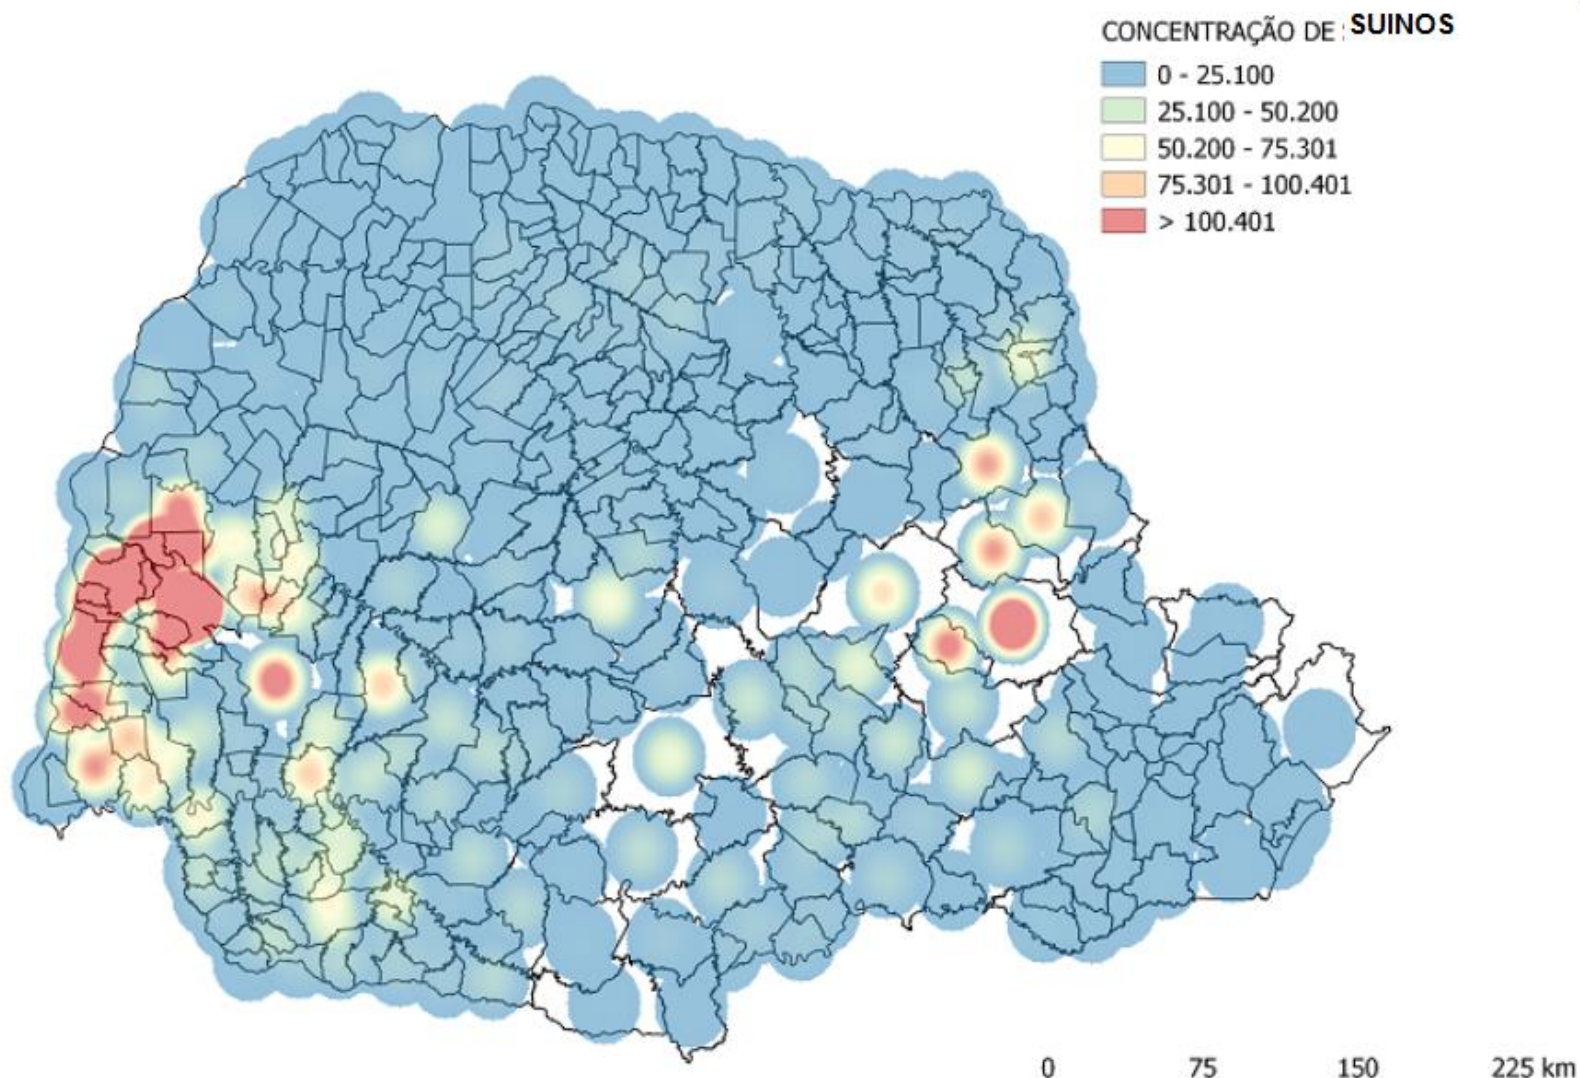 CONCENTRAÇÃO DE : SUINOS
0 - 25.100
25.100 - 50.200
50.200 - 75.301
75.301 - 100.401
> 100.401
0 75 150 225 km